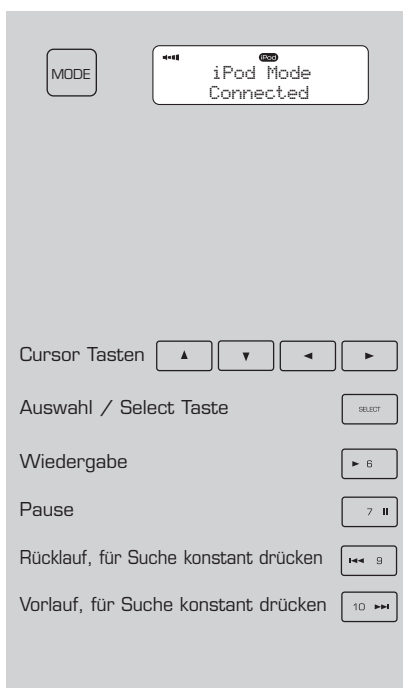 MODE
iPod
iPod Mode
Connected
Cursor Tasten ▲ ▼ ◄ ►
Auswahl / Select Taste SELECT
Wiedergabe ► 6
Pause 7 ⏸
Rücklauf, für Suche konstant drücken ⏮ 9
Vorlauf, für Suche konstant drücken 10 ⏭